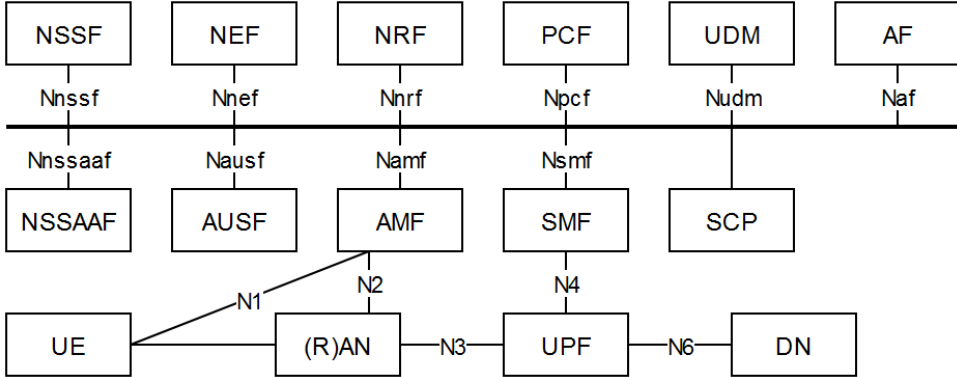 NSSF NEF NRF PCF UDM AF
Nnssf Nnef Nnrf Npcf Nudm Naf
Nnssaaf Nausf Namf Nsmf
NSSAAF AUSF AMF SMF SCP
N1 N2 N4
UE (R)AN N3 UPF N6 DN